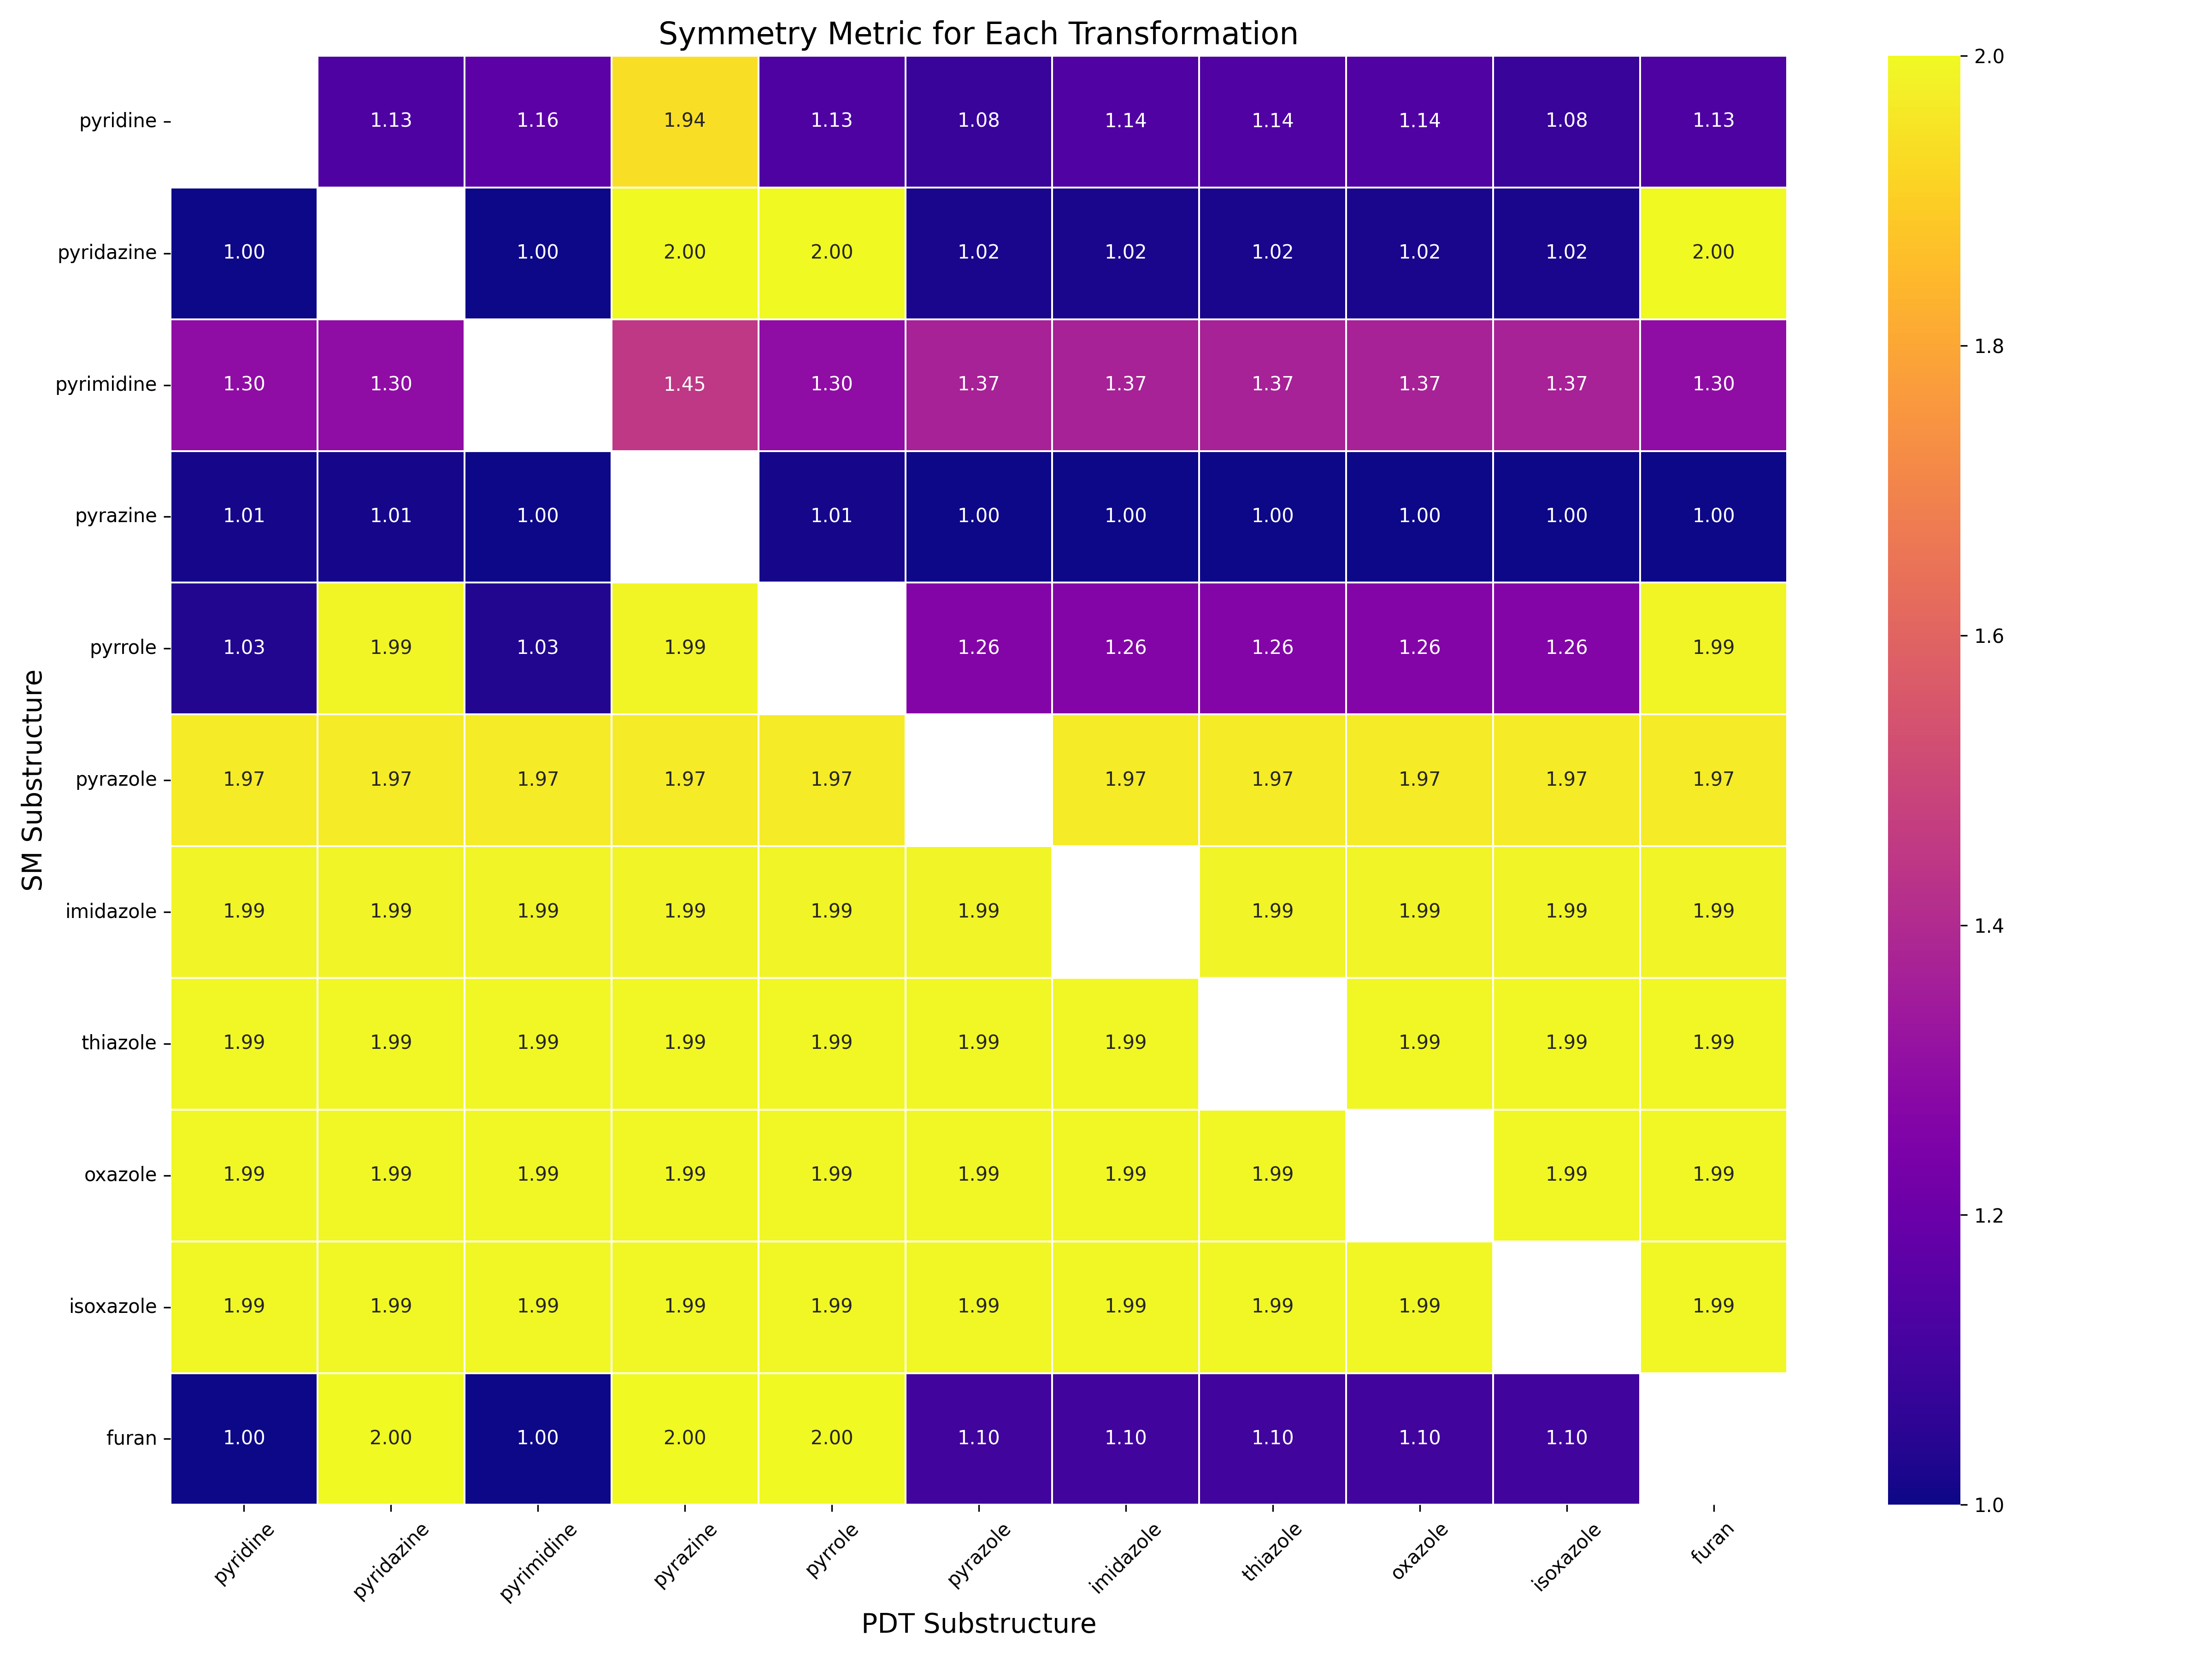 Symmetry Metric for Each Transformation
pyridine 1.13 1.16 1.94 1.13 1.08 1.14 1.14 1.14 1.08 1.13
pyridazine 1.00 1.00 2.00 2.00 1.02 1.02 1.02 1.02 1.02 2.00
pyrimidine 1.30 1.30 1.45 1.30 1.37 1.37 1.37 1.37 1.37 1.30
pyrazine 1.01 1.01 1.00 1.01 1.00 1.00 1.00 1.00 1.00 1.00
pyrrole 1.03 1.99 1.03 1.99 1.26 1.26 1.26 1.26 1.26 1.99
pyrazole 1.97 1.97 1.97 1.97 1.97 1.97 1.97 1.97 1.97 1.97
imidazole 1.99 1.99 1.99 1.99 1.99 1.99 1.99 1.99 1.99 1.99
thiazole 1.99 1.99 1.99 1.99 1.99 1.99 1.99 1.99 1.99 1.99
oxazole 1.99 1.99 1.99 1.99 1.99 1.99 1.99 1.99 1.99 1.99
isoxazole 1.99 1.99 1.99 1.99 1.99 1.99 1.99 1.99 1.99 1.99
furan 1.00 2.00 1.00 2.00 2.00 1.10 1.10 1.10 1.10 1.10
pyridine pyridazine pyrimidine pyrazine pyrrole pyrazole imidazole thiazole oxazole isoxazole furan
PDT Substructure
SM Substructure
2.0
1.8
1.6
1.4
1.2
1.0